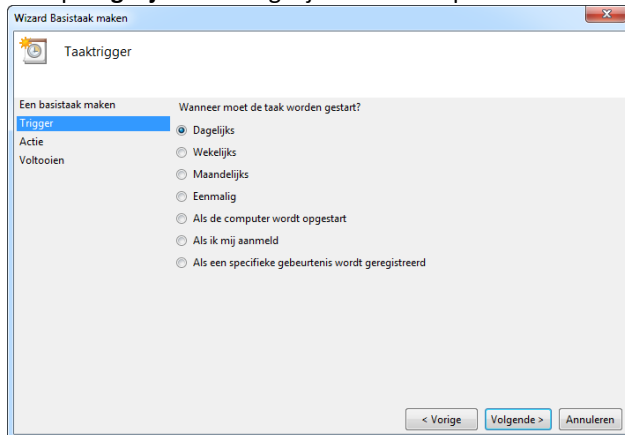 Wizard Basistaak maken
Taaktrigger
Een basistaak maken
Trigger
Actie
Voltooien
Wanneer moet de taak worden gestart?
Dagelijks
Wekelijks
Maandelijks
Eenmalig
Als de computer wordt opgestart
Als ik mij aanmeld
Als een specifieke gebeurtenis wordt geregistreerd
< Vorige
Volgende >
Annuleren